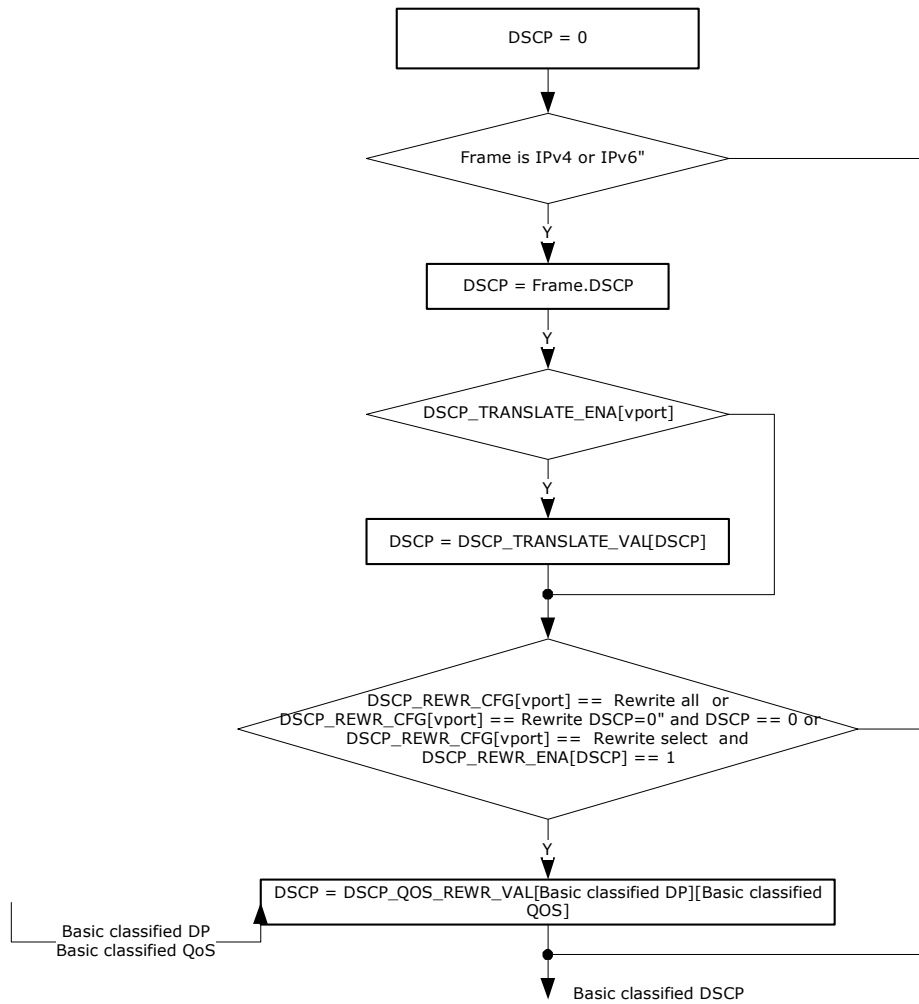 DSCP = 0
Frame is IPv4 or IPv6"
Y
DSCP = Frame.DSCP
Y
DSCP_TRANSLATE_ENA[vport]
Y
DSCP = DSCP_TRANSLATE_VAL[DSCP]
DSCP_REWR_CFG[vport] == Rewrite all or
DSCP_REWR_CFG[vport] == Rewrite DSCP=0" and DSCP == 0 or
DSCP_REWR_CFG[vport] == Rewrite select and
DSCP_REWR_ENA[DSCP] == 1
Y
DSCP = DSCP_QOS_REWR_VAL[Basic classified DP][Basic classified
QOS]
Basic classified DP
Basic classified QoS
Basic classified DSCP